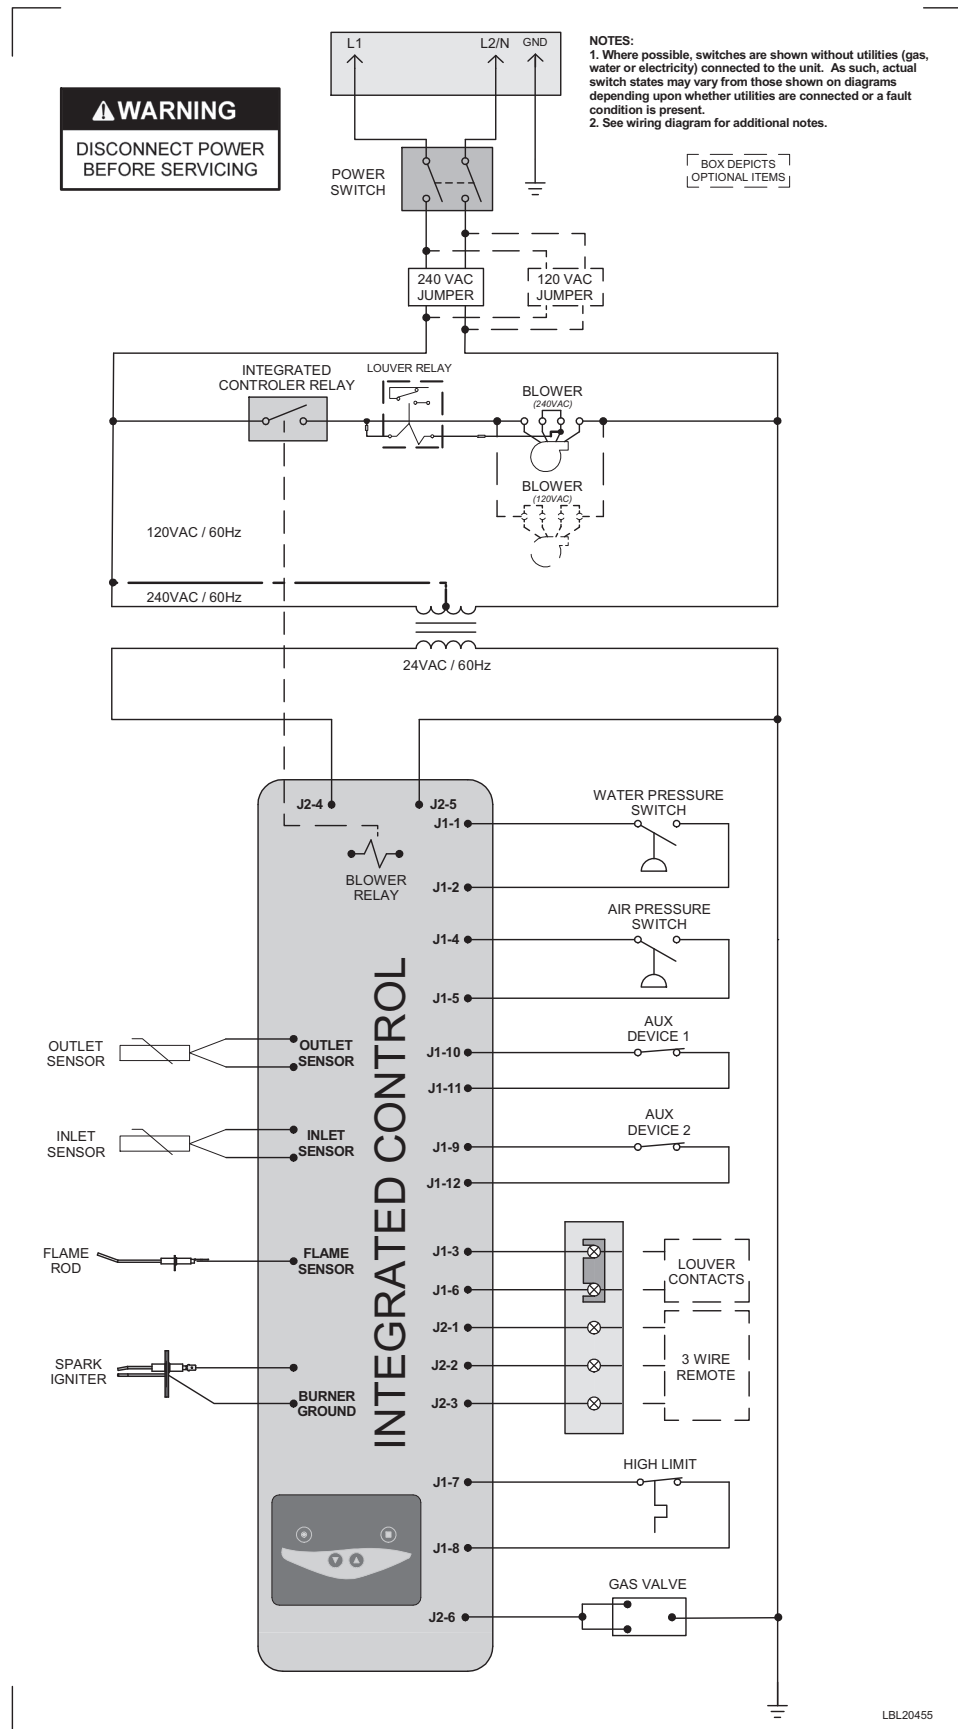 L1
L2/N
GND
NOTES:
1. Where possible, switches are shown without utilities (gas,
water or electricity) connected to the unit. As such, actual
switch states may vary from those shown on diagrams
depending upon whether utilities are connected or a fault
condition is present.
2. See wiring diagram for additional notes.
WARNING
DISCONNECT POWER
BEFORE SERVICING
BOX DEPICTS
OPTIONAL ITEMS
POWER
SWITCH
240 VAC
JUMPER
120 VAC
JUMPER
INTEGRATED
CONTROLER RELAY
LOUVER RELAY
BLOWER
(240VAC)
BLOWER
(120VAC)
120VAC / 60Hz
240VAC / 60Hz
24VAC / 60Hz
J2-4
J2-5
J1-1
WATER PRESSURE
SWITCH
BLOWER
RELAY
J1-2
AIR PRESSURE
SWITCH
J1-4
J1-5
INTEGRATED CONTROL
OUTLET
SENSOR
OUTLET
SENSOR
J1-10
AUX
DEVICE 1
J1-11
INLET
SENSOR
INLET
SENSOR
AUX
DEVICE 2
J1-9
J1-12
FLAME
ROD
FLAME
SENSOR
J1-3
J1-6
LOUVER
CONTACTS
J2-1
J2-2
J2-3
3 WIRE
REMOTE
SPARK
IGNITER
BURNER
GROUND
HIGH LIMIT
J1-7
J1-8
GAS VALVE
J2-6
LBL20455